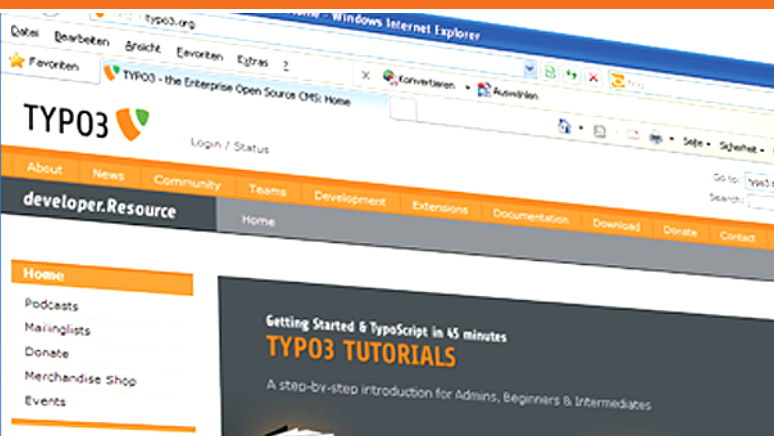 typo3.org
Home - Windows Internet Explorer
Datei Bearbeiten Ansicht Favoriten Extras ?
Konvertieren Auswählen
Favoriten
TYPO3 - the Enterprise Open Source CMS: Home
Seite Sicherheit
TYPO3
Login / Status
Go to:
Search:
About News Community Teams Development Extensions Documentation Download Donate Contact
developer.Resource
Home
Home
Podcasts
Mailinglists
Donate
Merchandise Shop
Events
Getting Started & TypoScript in 45 minutes
TYPO3 TUTORIALS
A step-by-step introduction for Admins, Beginners & Intermediates